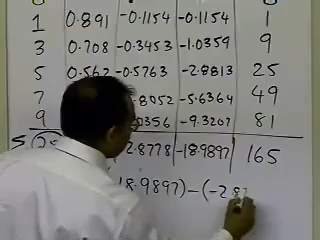 1 0.891 -0.1154 -0.1154 1
3 0.708 -0.3453 -1.0359 9
5 0.562 -0.5763 -2.8813 25
7 .8052 -5.6364 49
9 .0356 -9.3207 81
5 2.8778 -18.9897 165
18.9897)-(-2.8